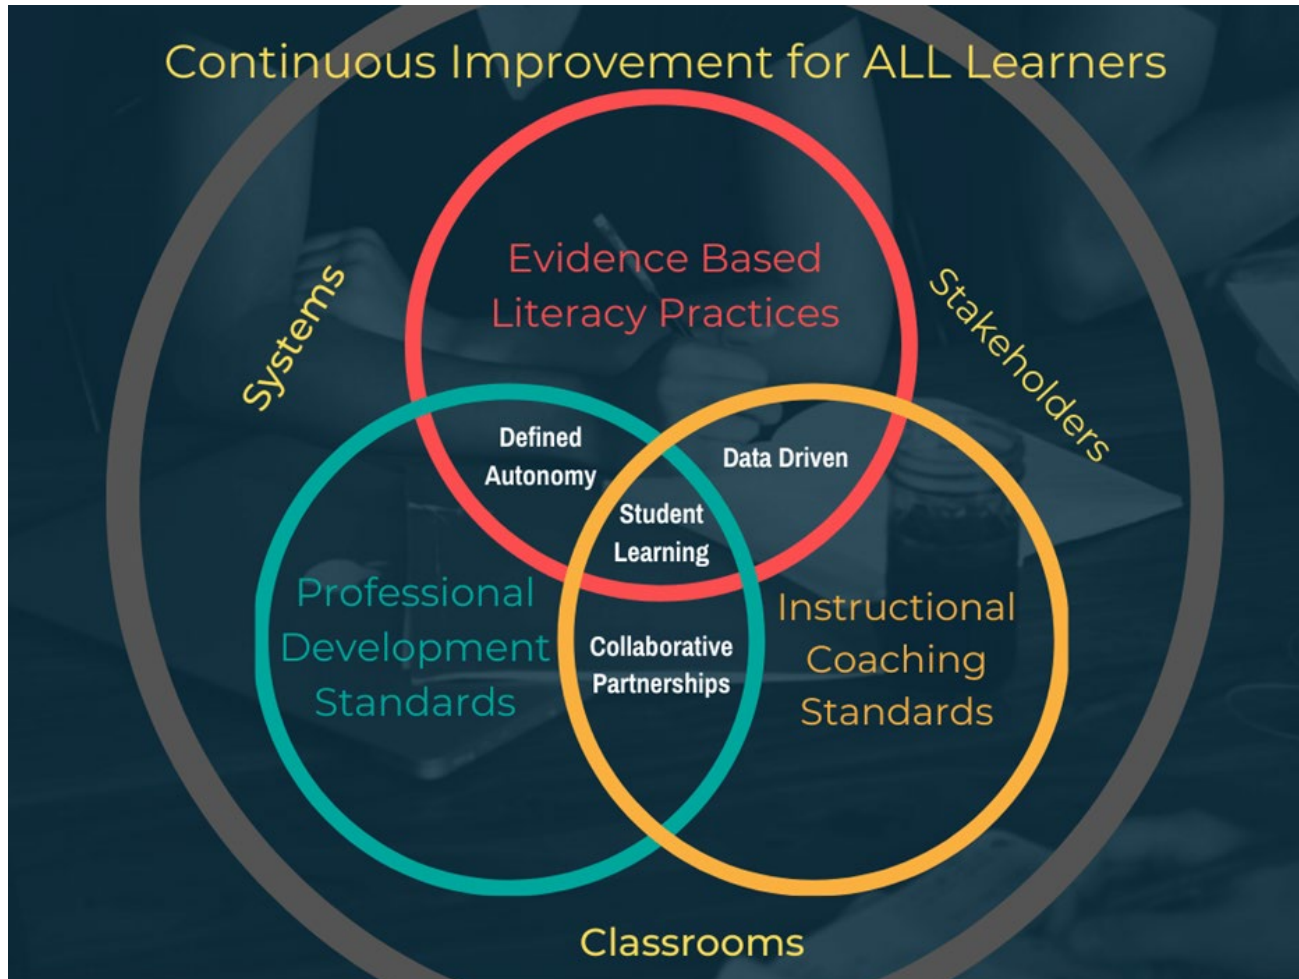 Continuous Improvement for ALL Learners
Evidence Based
Literacy Practices
Systems
Stakeholders
Defined
Autonomy
Data Driven
Student
Learning
Professional
Development
Standards
Collaborative
Partnerships
Instructional
Coaching
Standards
Classrooms